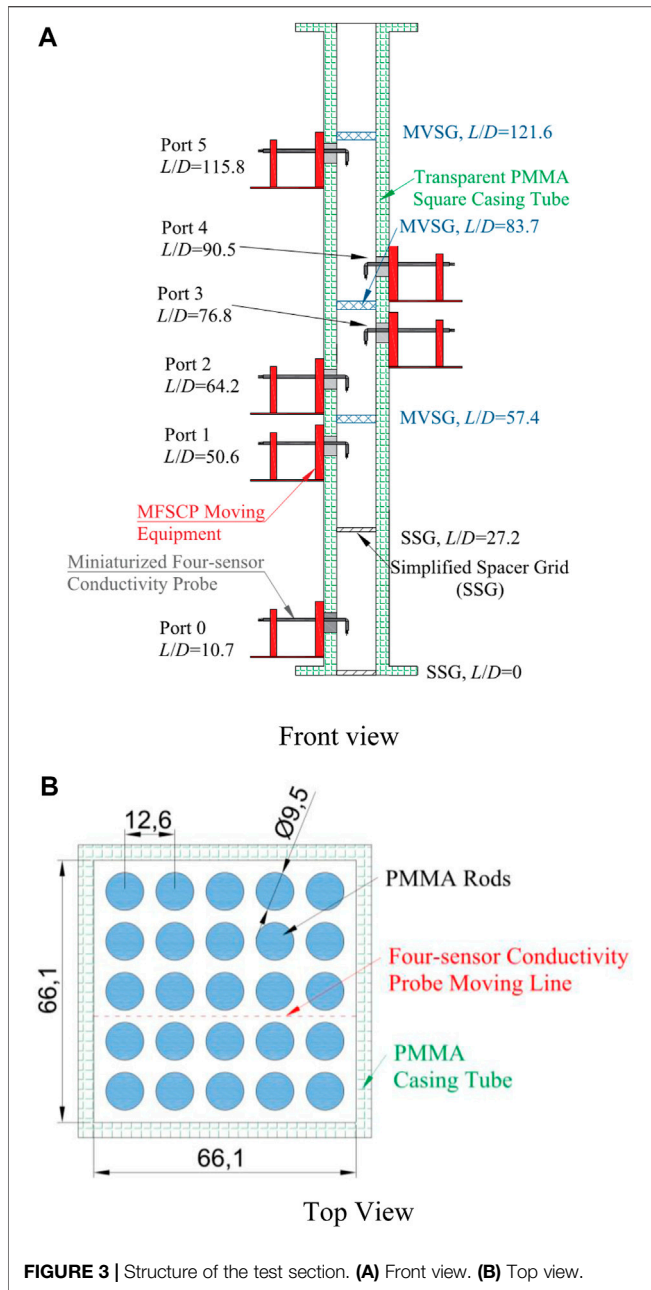 A
Port 5
L/D=115.8
MVSG, L/D=121.6
Transparent PMMA
Square Casing Tube
Port 4
L/D=90.5
MVSG, L/D=83.7
Port 3
L/D=76.8
Port 2
L/D=64.2
MVSG, L/D=57.4
Port 1
L/D=50.6
MFSCP Moving
Equipment
SSG, L/D=27.2
Simplified Spacer Grid
(SSG)
Miniaturized Four-sensor
Conductivity Probe
Port 0
L/D=10.7
SSG, L/D=0
Front view
B
12,6
Ø9,5
66,1
PMMA Rods
Four-sensor Conductivity
Probe Moving Line
PMMA
Casing Tube
66,1
Top View
FIGURE 3 | Structure of the test section. (A) Front view. (B) Top view.